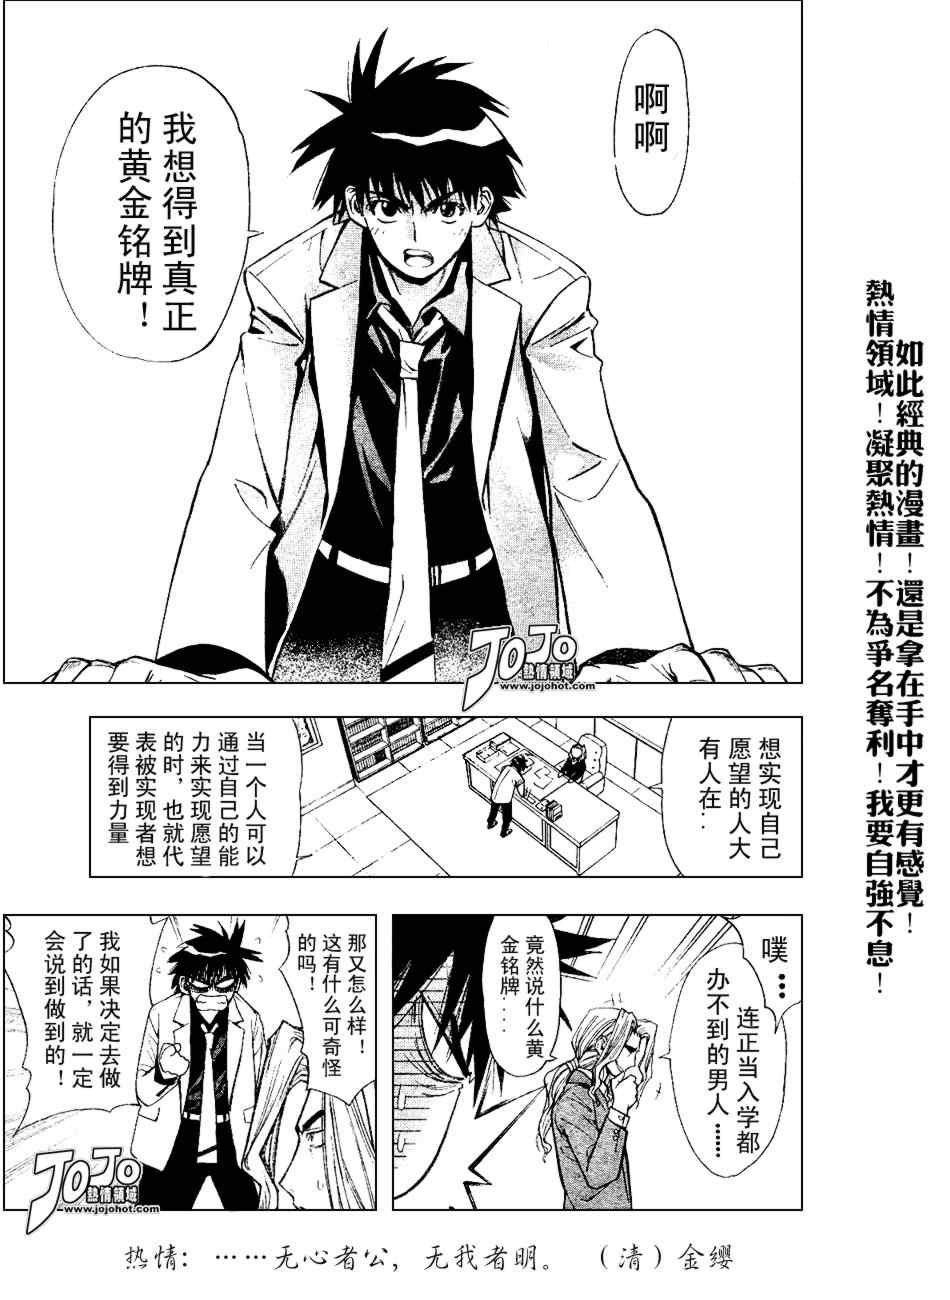 啊
啊
我想得到真正
的黄金铭牌！
JOJO
熱情領域
www.jojohot.com
想实现自己
愿望的人大
有人在‥
当一个人可以
通过自己的能
力来实现愿望
的时，也就代
表被实现者想
要得到力量
噗…
连正当入学都
办不到的男人……
竟然说什么黄
金铭牌····
那又怎么样！
这有什么可奇怪
的吗！
我如果决定去做
了的话，就一定
会说到做到的！
JOJO
熱情領域
www.jojohot.com
如此經典的漫畫！還是拿在手中才更有感覺！
熱情領域！凝聚熱情！不為爭名奪利！我要自強不息！
热情：……无心者公，无我者明。（清）金缨